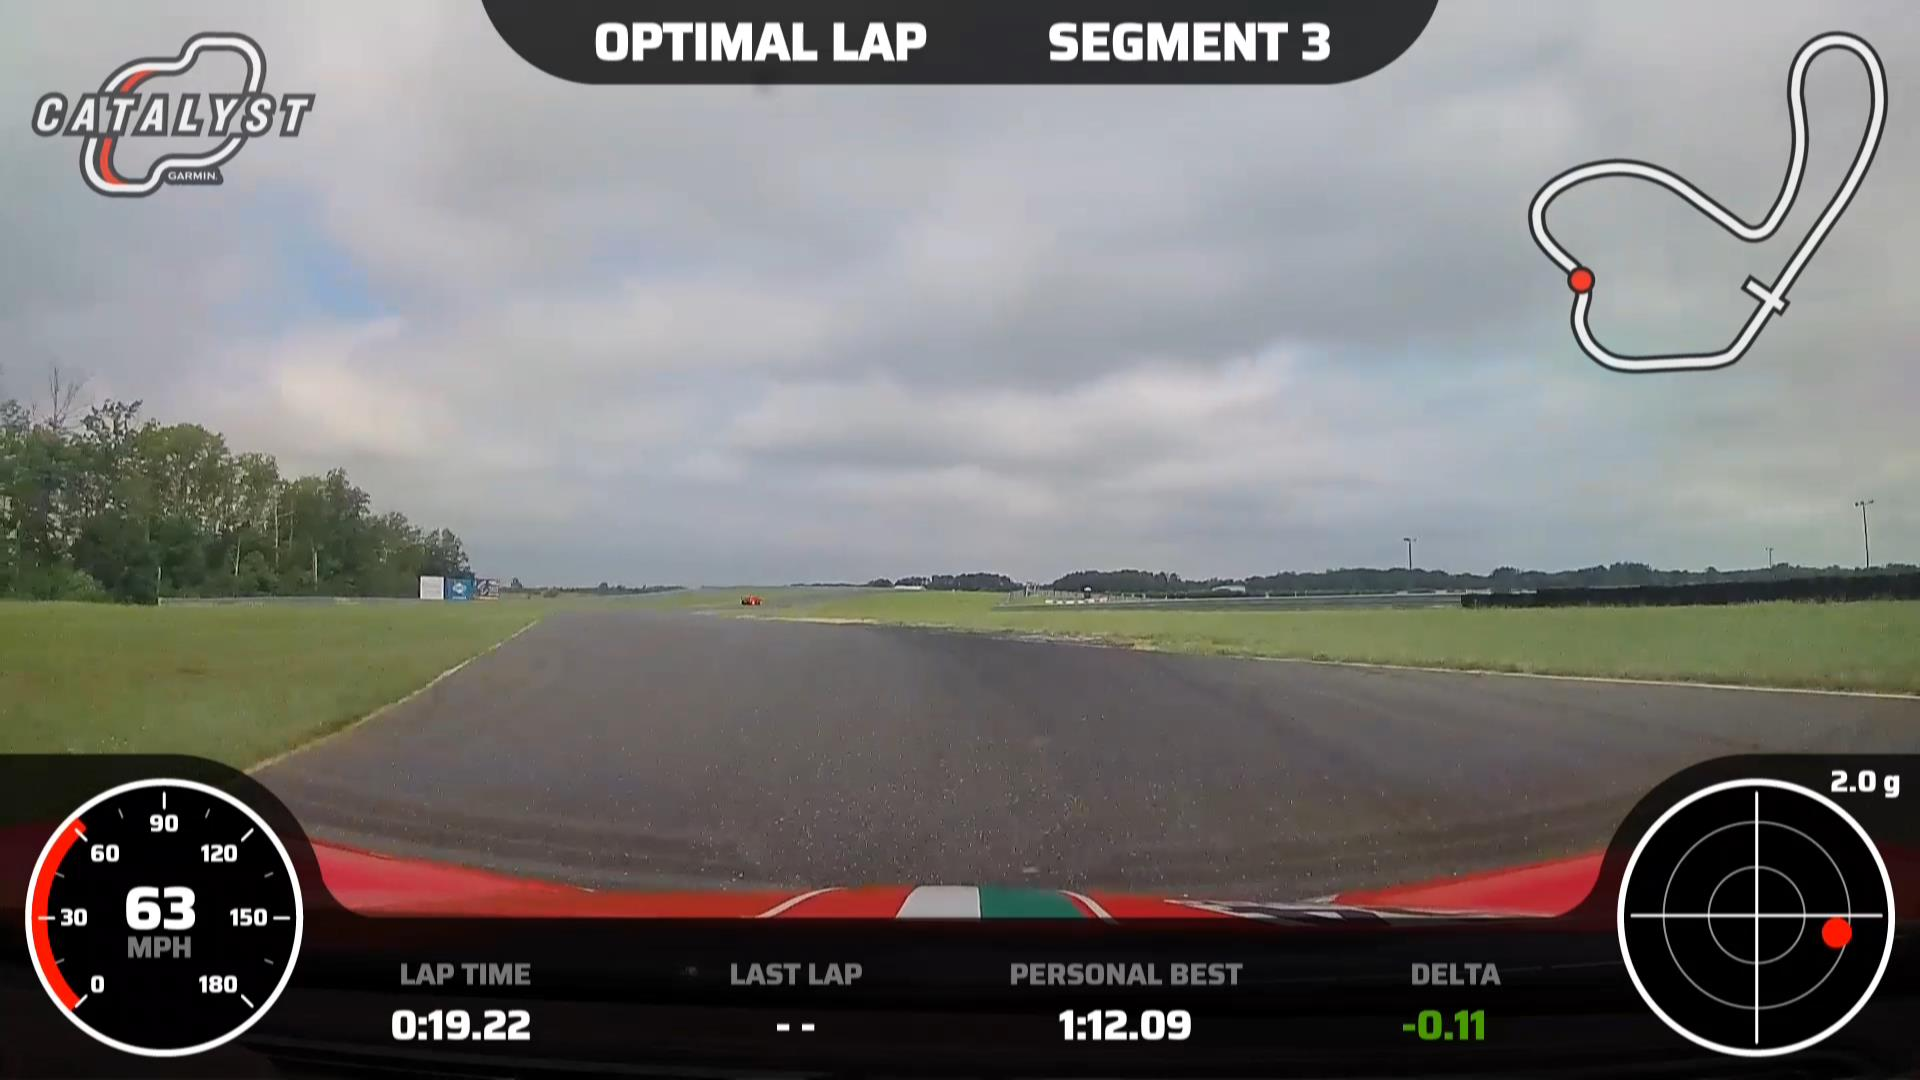 OPTIMAL LAP SEGMENT 3
CATALYST
GARMIN
2.0 g
90
60 120
30 63 150
MPH
0 180
LAP TIME LAST LAP PERSONAL BEST DELTA
0:19.22 - - 1:12.09 -0.11